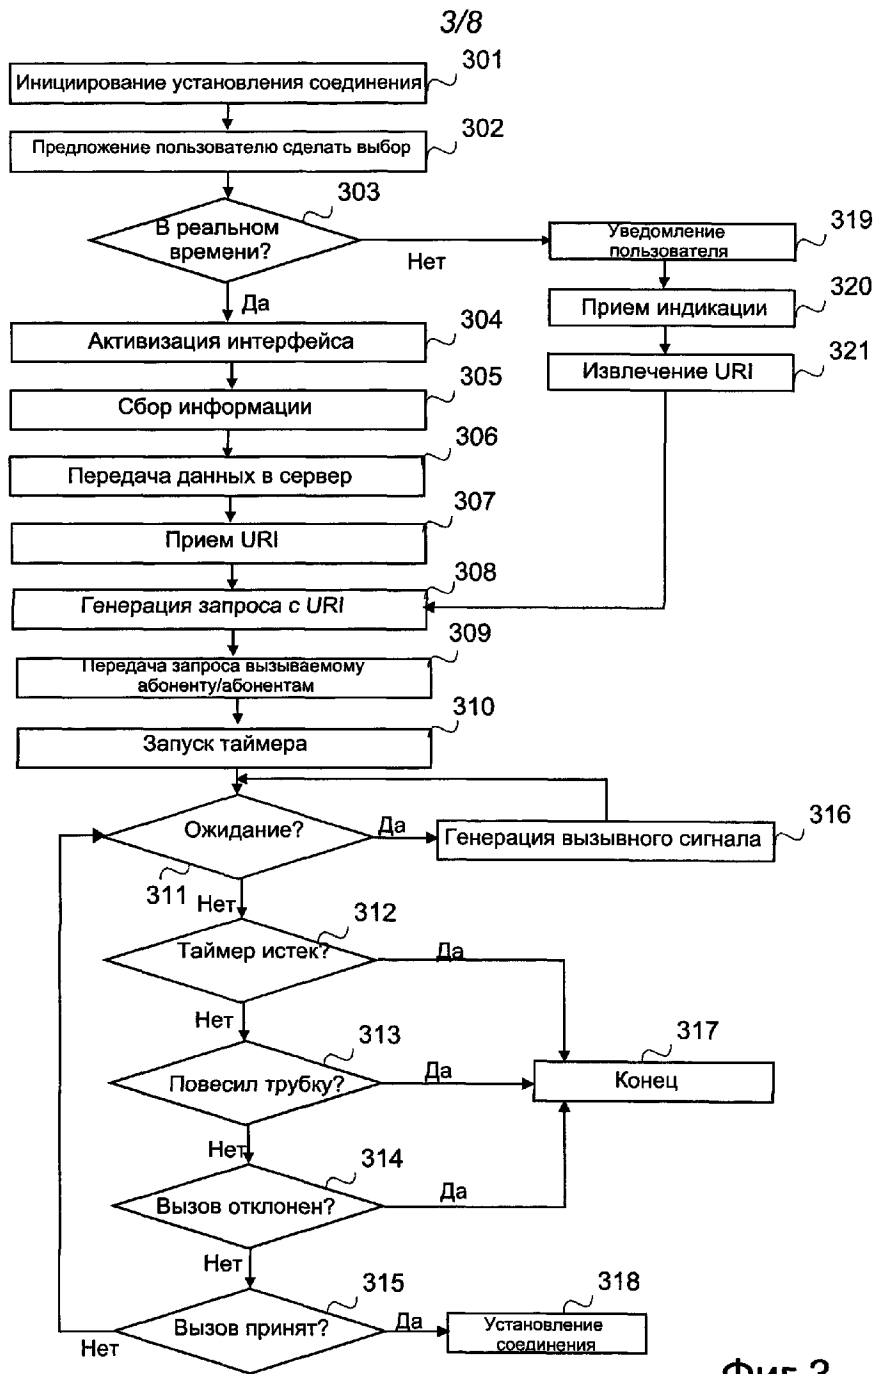 3/8
301
Инициирование установления соединения
302
Предложение пользователю сделать выбор
303
В реальном
времени?
Нет
Да
319
Уведомление
пользователя
320
Прием индикации
321
Извлечение URI
304
Активизация интерфейса
305
Сбор информации
306
Передача данных в сервер
307
Прием URI
308
Генерация запроса с URI
309
Передача запроса вызываемому
абоненту/абонентам
310
Запуск таймера
Ожидание?
Да
316
Генерация вызывного сигнала
311
Нет
312
Таймер истек?
Да
Нет
313
Повесил трубку?
Да
317
Конец
Нет
314
Вызов отклонен?
Да
Нет
315
Вызов принят?
Да
318
Установление
соединения
Нет
Фиг.3